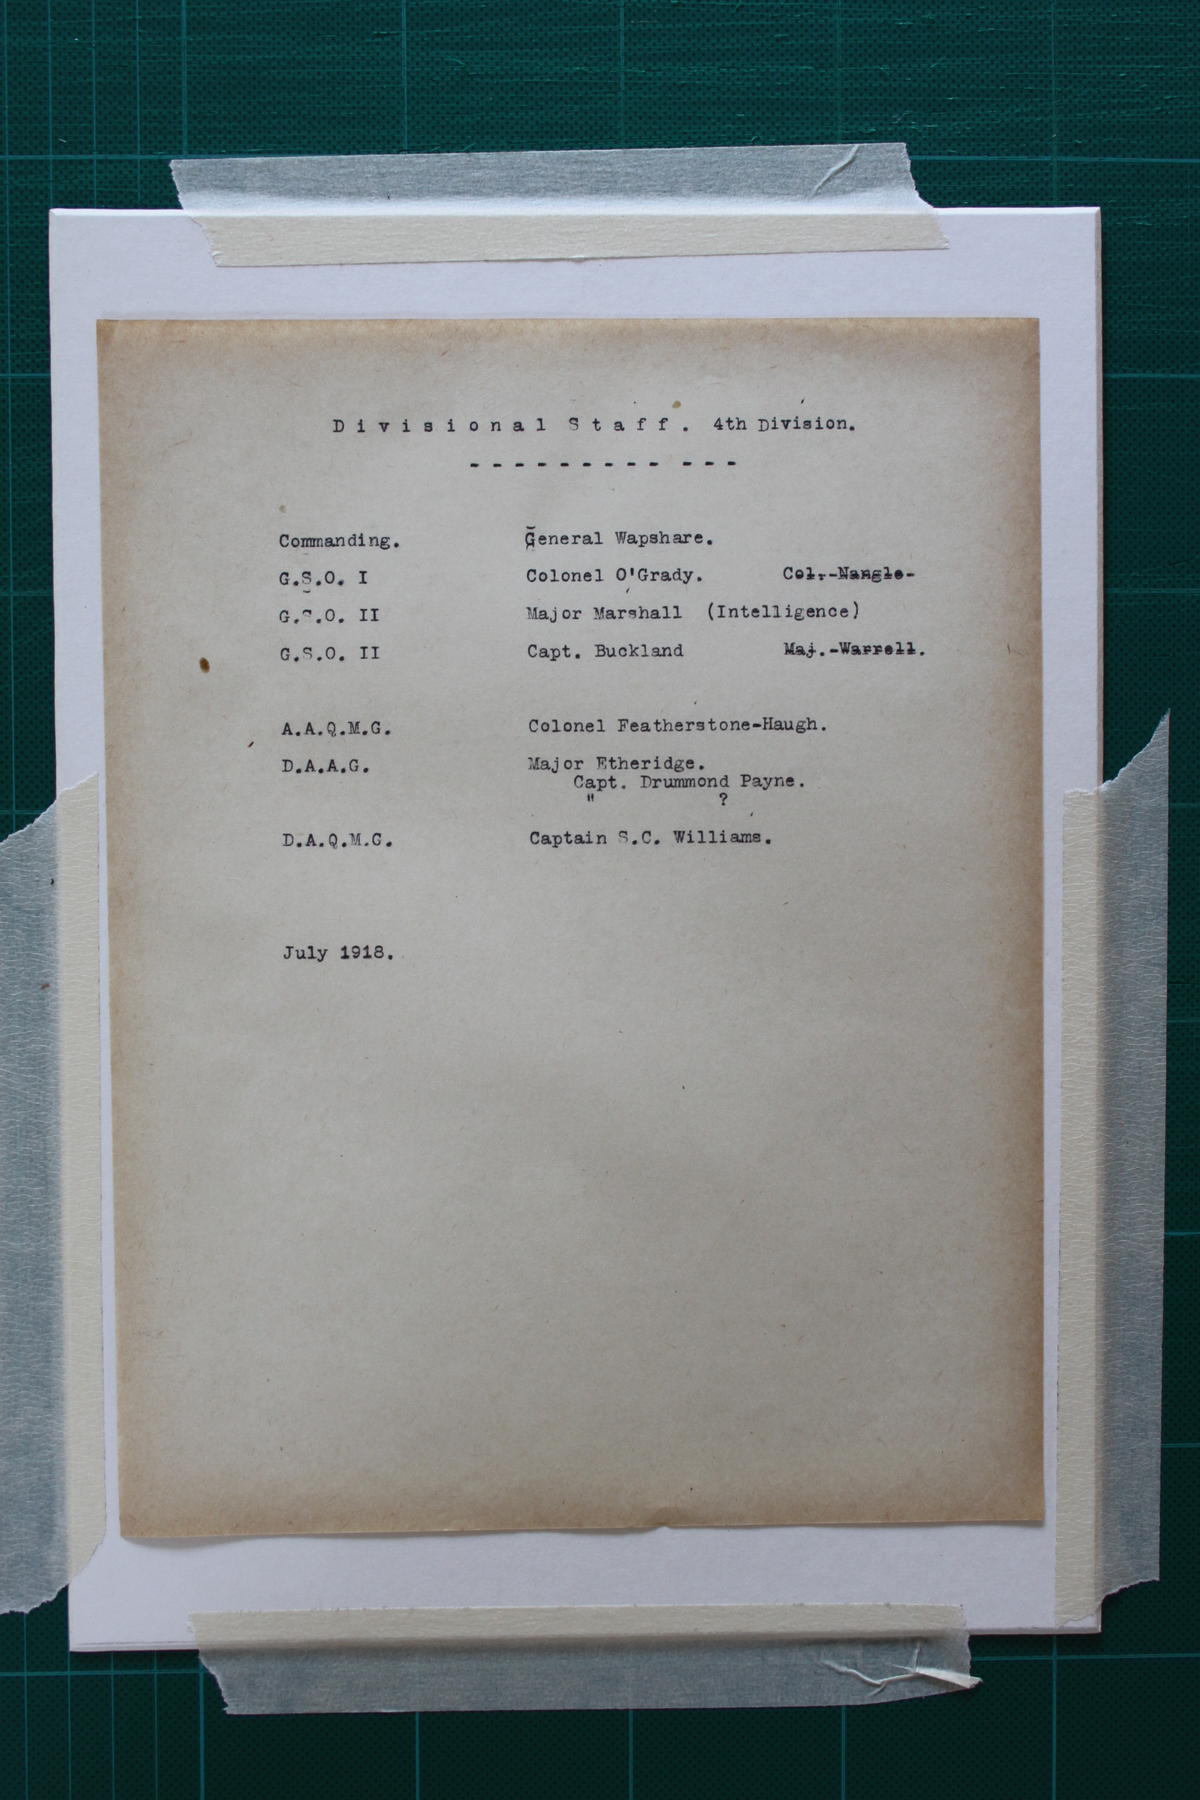 Divisional Staff. 4th Division.
- - - - - - - - - - - -
Commanding. General Wapshare.
G.S.O. I Colonel O'Grady. Col.-Nangle-
G.S.O. II Major Marshall (Intelligence)
G.S.O. II Capt. Buckland Maj.-Warrell.
A.A.Q.M.G. Colonel Featherstone-Haugh.
D.A.A.G. Major Etheridge.
Capt. Drummond Payne.
" ?
D.A.Q.M.G. Captain S.C. Williams.
July 1918.